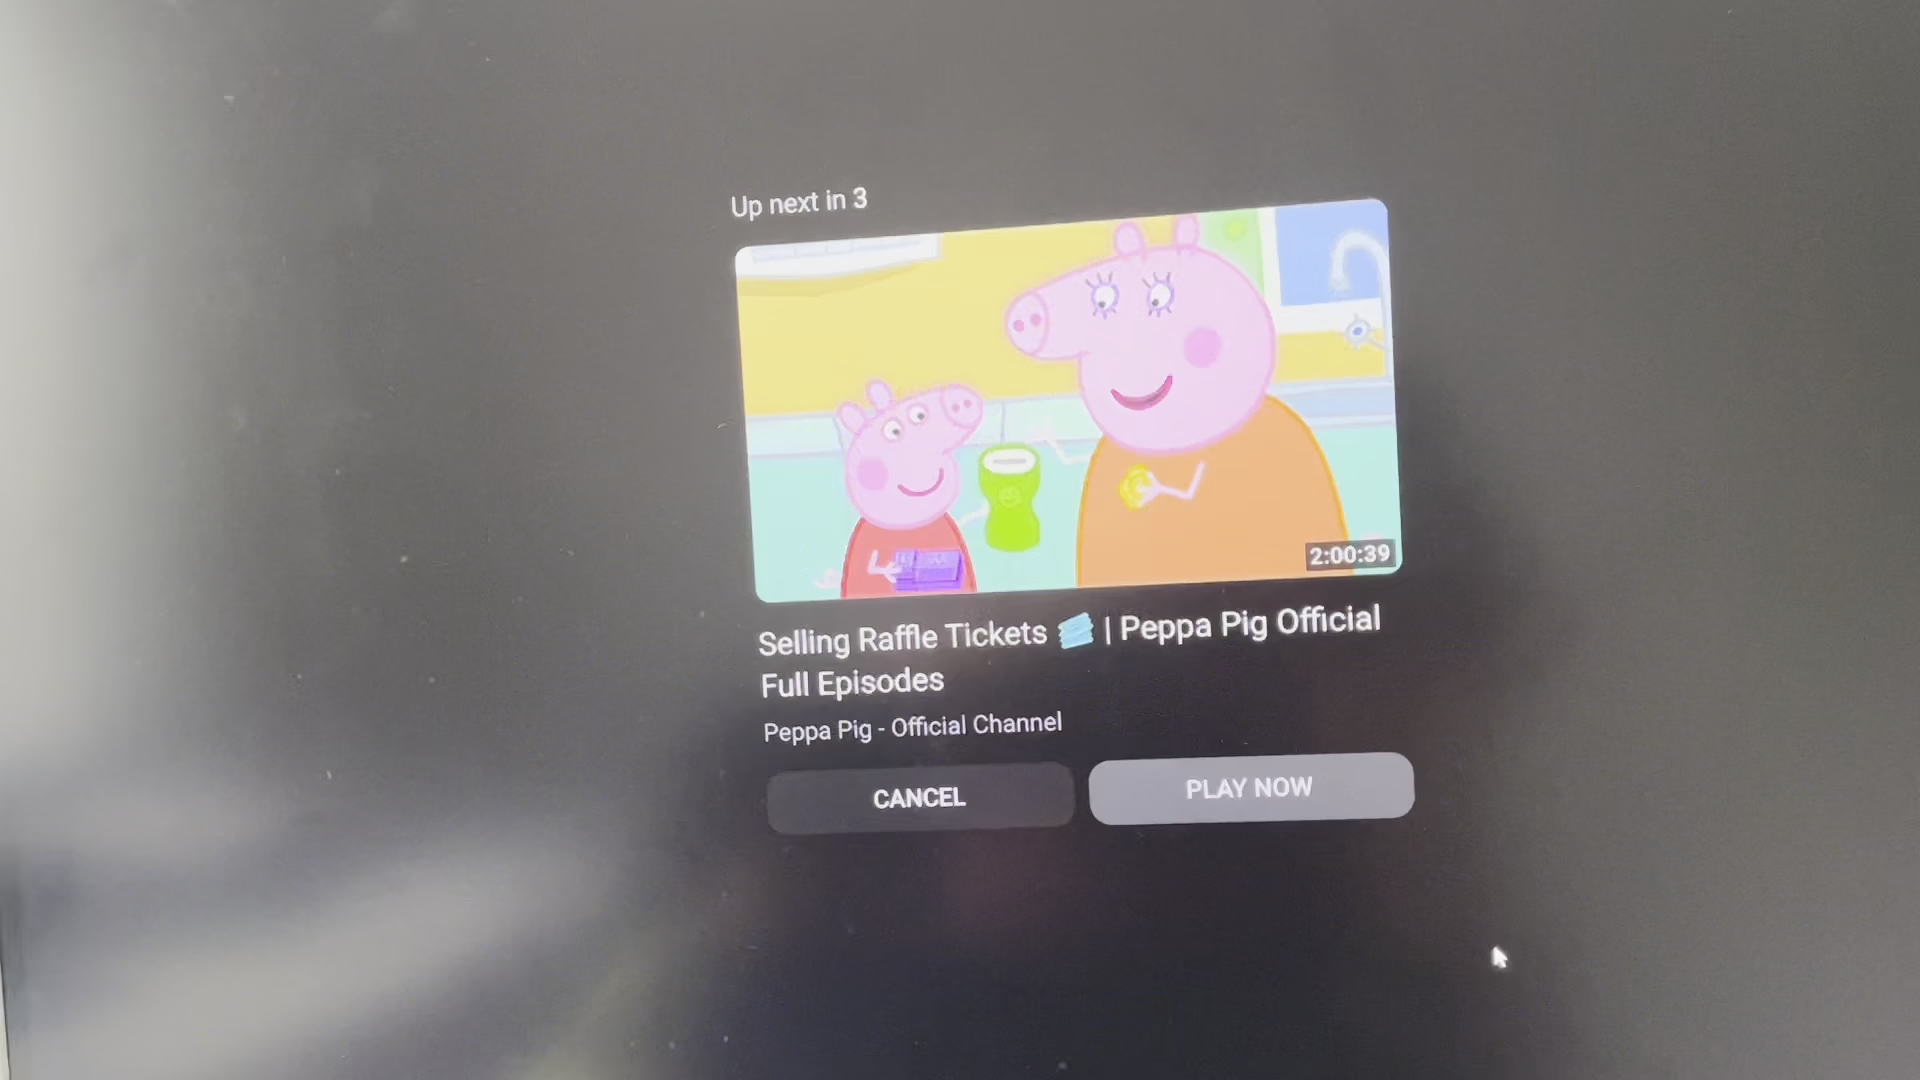 Up next in 3
2:00:39
Selling Raffle Tickets | Peppa Pig Official
Full Episodes
Peppa Pig - Official Channel
CANCEL
PLAY NOW